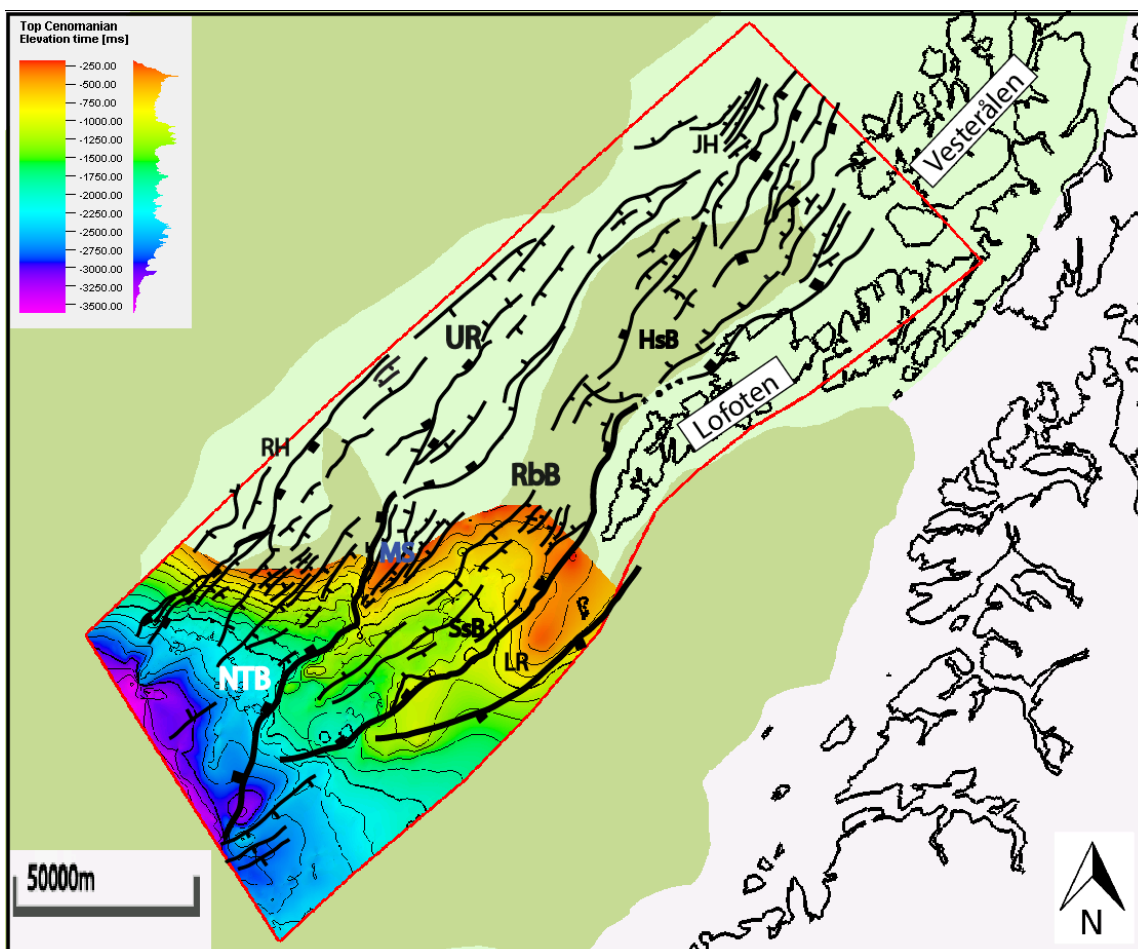 Top Cenomanian
Elevation time [ms]
-250.00
-500.00
-750.00
-1000.00
-1250.00
-1500.00
-1750.00
-2000.00
-2250.00
-2500.00
-2750.00
-3000.00
-3250.00
-3500.00
Vesterålen
JH
UR
HsB
Lofoten
RH
RbB
MS
SsB
LR
NTB
50000m
N